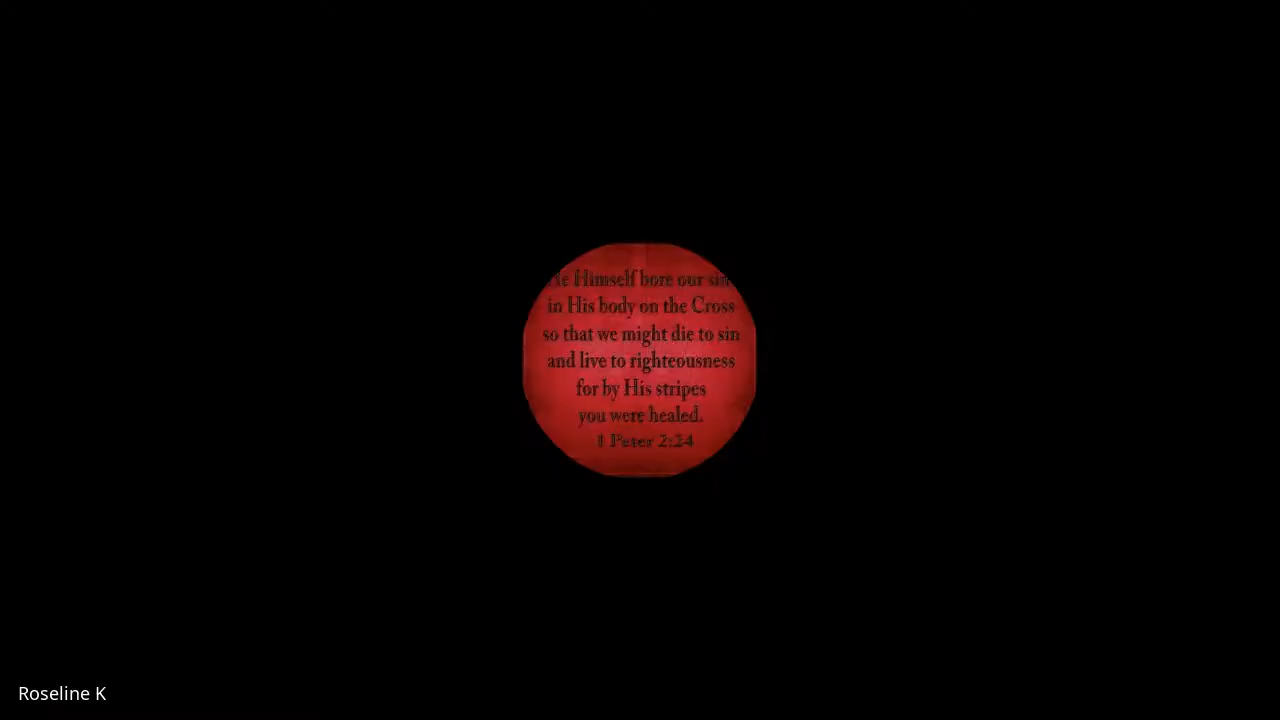 He Himself bore our sin
in His body on the Cross
so that we might die to sin
and live to righteousness
for by His stripes
you were healed.
1 Peter 2:24
Roseline K